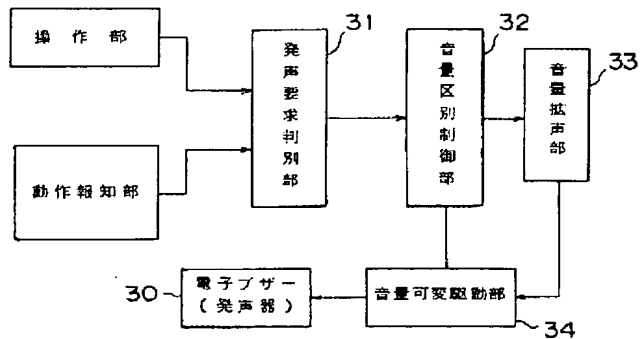 操作部
動作報知部
31
発声要求判別部
32
音量区別制御部
33
音量拡声部
30
電子ブザー
(発声器)
音量可変駆動部
34